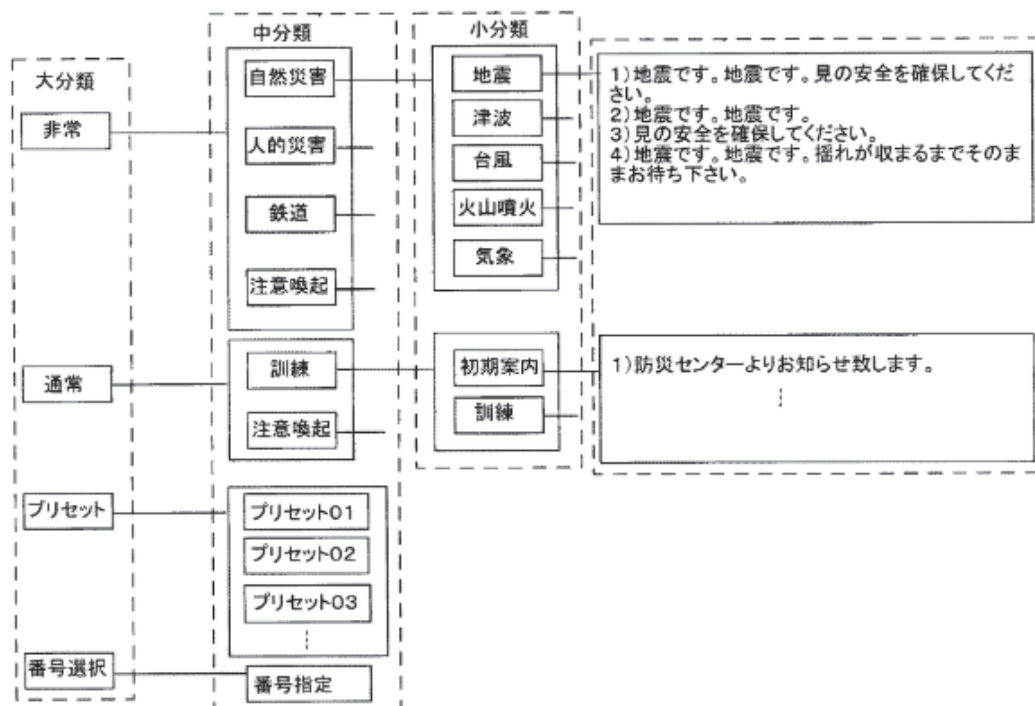 大分類
非常
通常
プリセット
番号選択
中分類
自然災害
人的災害
鉄道
注意喚起
訓練
注意喚起
プリセット01
プリセット02
プリセット03
番号指定
小分類
地震
津波
台風
火山噴火
気象
初期案内
訓練
1)地震です。地震です。見の安全を確保してくだ
さい。
2)地震です。地震です。
3)見の安全を確保してください。
4)地震です。地震です。揺れが収まるまでそのま
まお待ち下さい。
1)防災センターよりお知らせ致します。